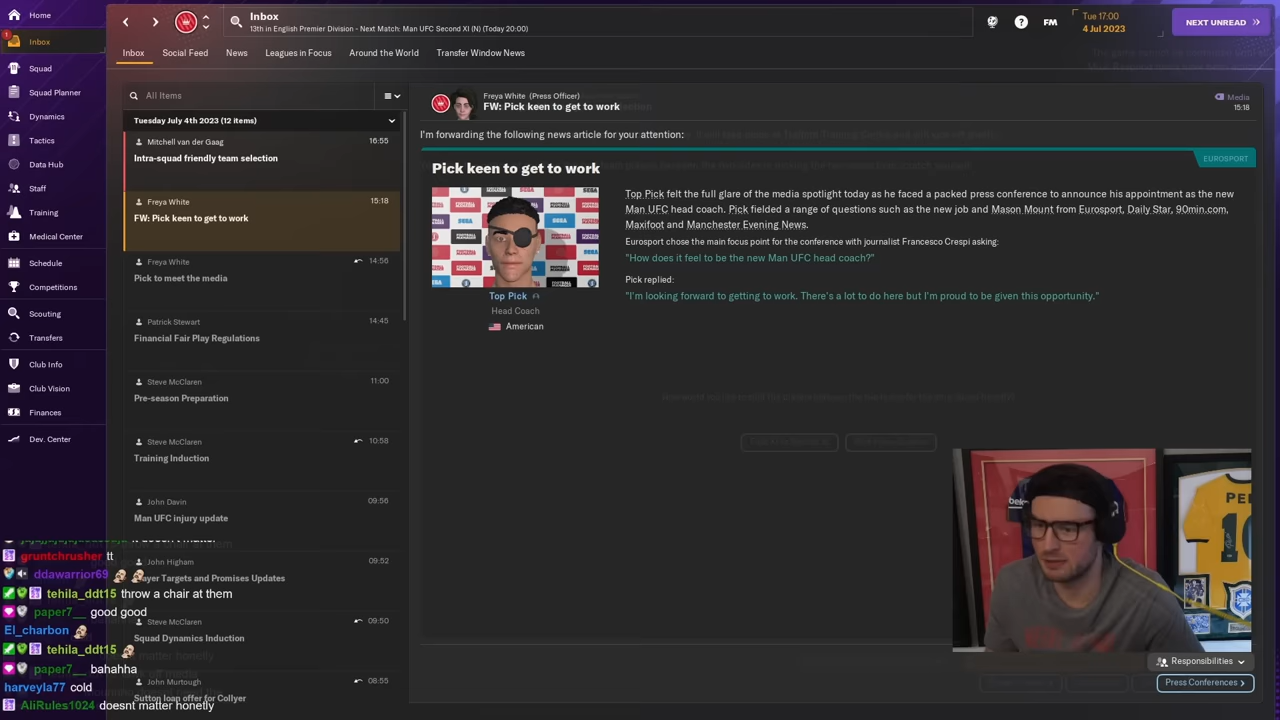 Home
Inbox
Squad
Squad Planner
Dynamics
Tactics
Data Hub
Staff
Training
Medical Center
Schedule
Competitions
Scouting
Transfers
Club Info
Club Vision
Finances
Dev. Center
Inbox
13th in English Premier Division - Next Match: Man UFC Second XI (N) (Today 20:00)
FM
Tue 17:00
4 Jul 2023
NEXT UNREAD
Inbox
Social Feed
News
Leagues in Focus
Around the World
Transfer Window News
All Items
Tuesday July 4th 2023 (12 items)
Mitchell van der Gaag 16:55
Intra-squad friendly team selection
Freya White 15:18
FW: Pick keen to get to work
Freya White 14:56
Pick to meet the media
Patrick Stewart 14:45
Financial Fair Play Regulations
Steve McClaren 11:00
Pre-season Preparation
Steve McClaren 10:58
Training Induction
John Davin 09:56
Man UFC injury update
John Higham 09:52
ayer Targets and Promises Updates
Steve McClaren 09:50
Squad Dynamics Induction
John Murtough 08:55
Sutton loan offer for Collyer
Freya White (Press Officer)
FW: Pick keen to get to work
Media
15:18
I'm forwarding the following news article for your attention:
EUROSPORT
Pick keen to get to work
Top Pick
Head Coach
American
Top Pick felt the full glare of the media spotlight today as he faced a packed press conference to announce his appointment as the new
Man UFC head coach. Pick fielded a range of questions such as the new job and Mason Mount from Eurosport, Daily Star, 90min.com,
Maxifoot and Manchester Evening News.
Eurosport chose the main focus point for the conference with journalist Francesco Crespi asking:
"How does it feel to be the new Man UFC head coach?"
Pick replied:
"I'm looking forward to getting to work. There's a lot to do here but I'm proud to be given this opportunity."
Responsibilities
Press Conferences
gruntchrusher tt
ddawarrior69
tehila_ddt15 throw a chair at them
paper7__ good good
El_charbon
tehila_ddt15
paper7__ bahahha
harveyla77 cold
AliRules1024 doesnt matter honetly